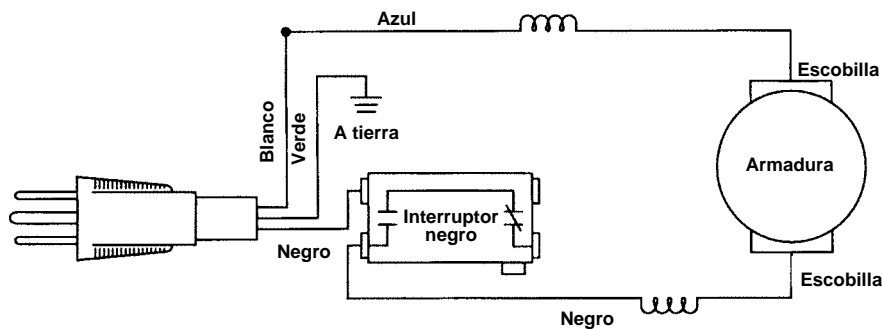 Azul
Escobilla
Blanco
Verde
A tierra
Armadura
Interruptor
negro
Negro
Escobilla
Negro